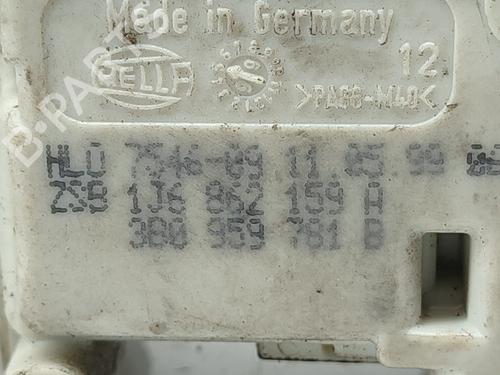 Made in Germany
HELLA
12
>PA66-M40<
HLO 7546-09 11.05 99
ZSB 1J6 862 159 A
3B0 959 781 B
B-PARTS